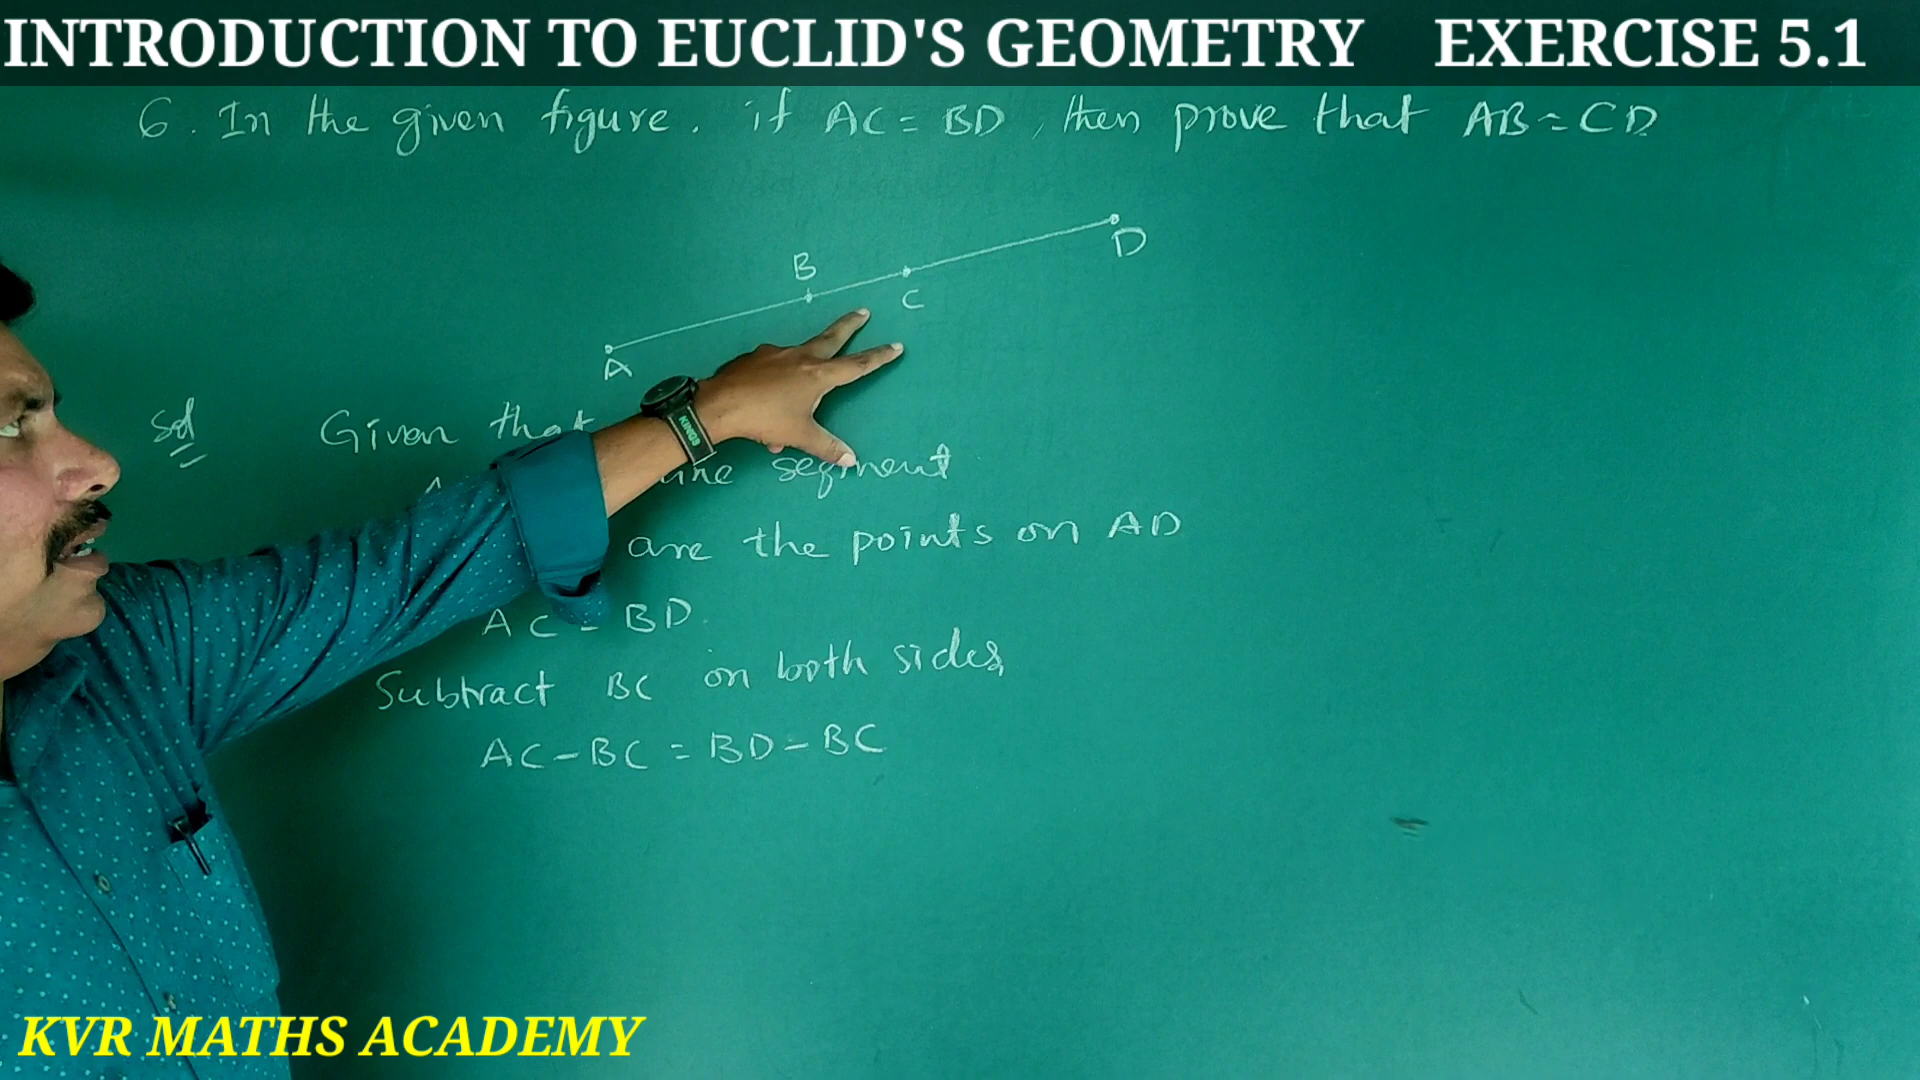 INTRODUCTION TO EUCLID'S GEOMETRY EXERCISE 5.1
6. In the given figure. if AC = BD, then prove that AB = CD
B
D
C
A
Sol Given that
segment
are the points on AD
AC = BD.
Subtract BC on both sides,
AC - BC = BD - BC
KINGS
KVR MATHS ACADEMY